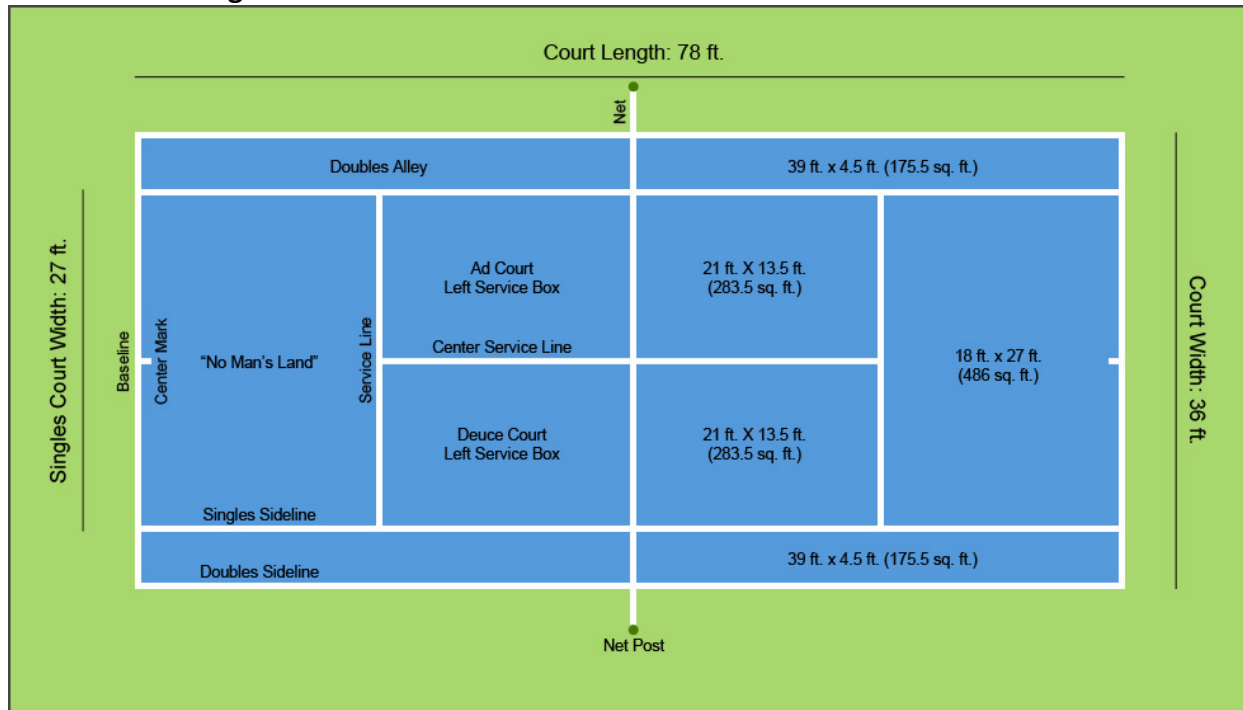 Court Length: 78 ft.
Net
Doubles Alley
39 ft. x 4.5 ft. (175.5 sq. ft.)
Singles Court Width: 27 ft.
Baseline
Center Mark
"No Man's Land"
Service Line
Ad Court
Left Service Box
Center Service Line
Deuce Court
Left Service Box
21 ft. X 13.5 ft.
(283.5 sq. ft.)
21 ft. X 13.5 ft.
(283.5 sq. ft.)
18 ft. x 27 ft.
(486 sq. ft.)
Court Width: 36 ft.
Singles Sideline
Doubles Sideline
39 ft. x 4.5 ft. (175.5 sq. ft.)
Net Post